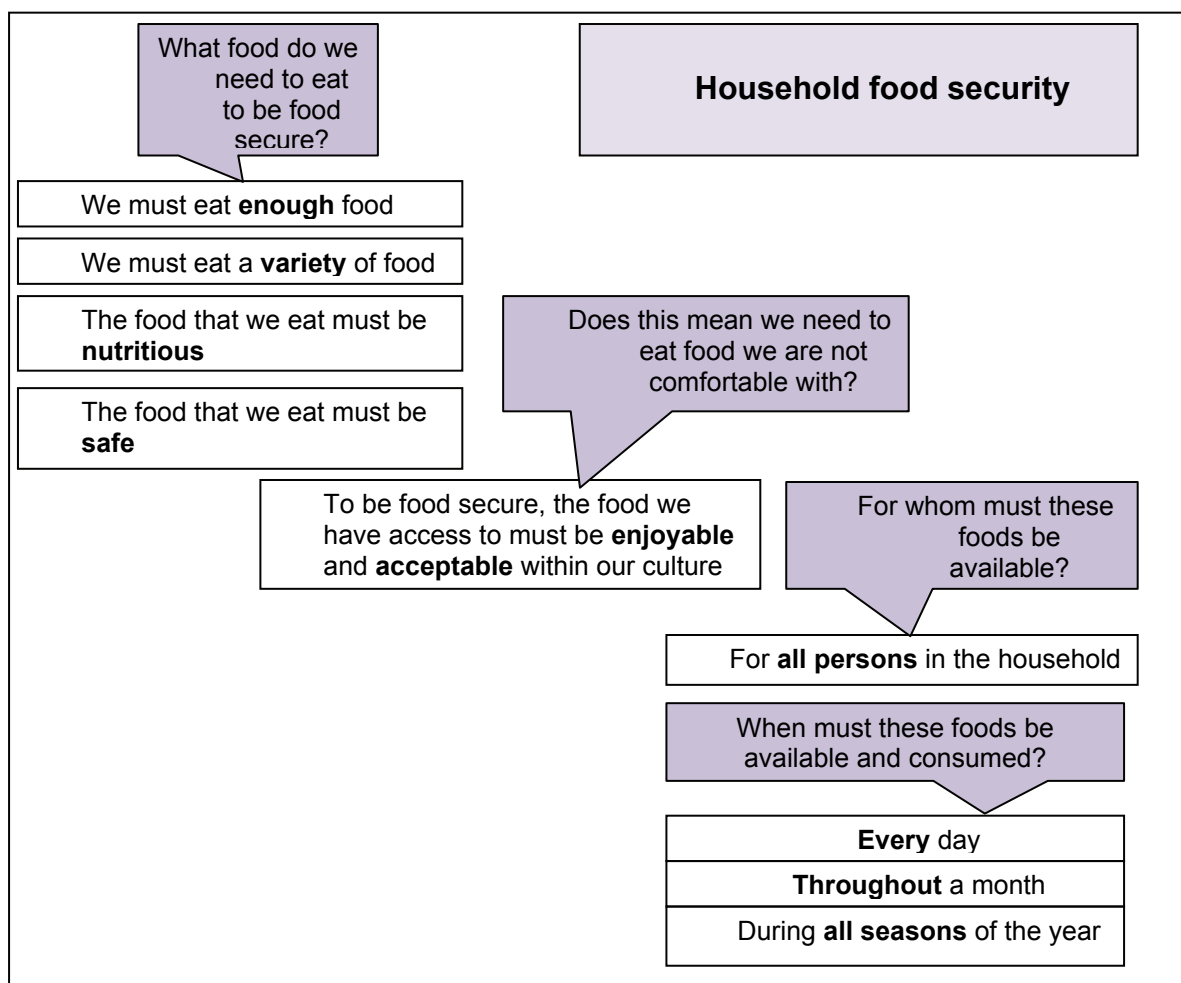 What food do we
need to eat
to be food
secure?
Household food security
We must eat enough food
We must eat a variety of food
The food that we eat must be
nutritious
The food that we eat must be
safe
Does this mean we need to
eat food we are not
comfortable with?
To be food secure, the food we
have access to must be enjoyable
and acceptable within our culture
For whom must these
foods be
available?
For all persons in the household
When must these foods be
available and consumed?
Every day
Throughout a month
During all seasons of the year